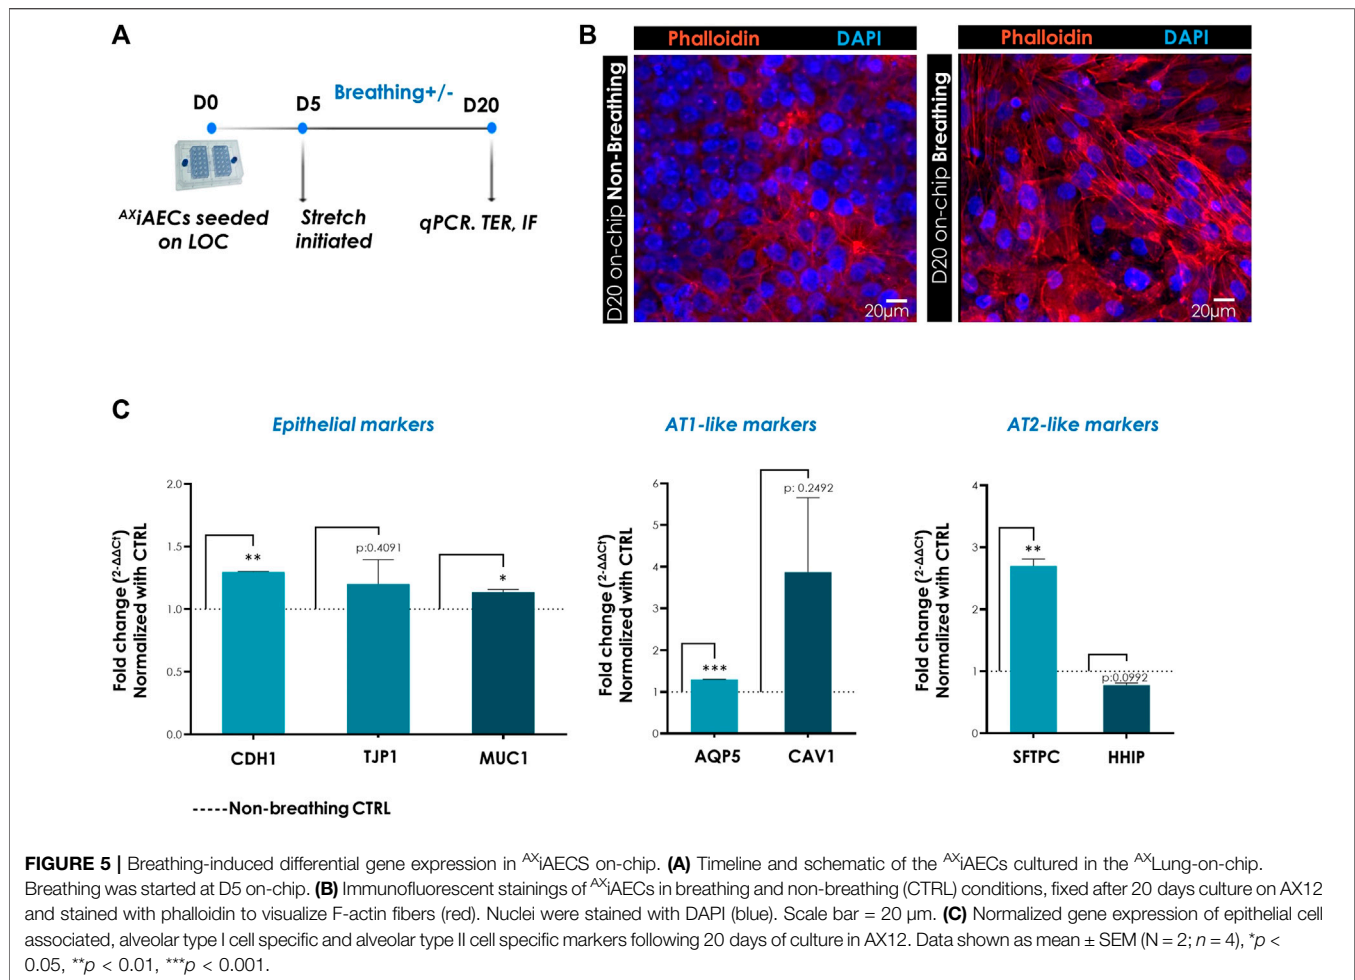 A
D0
D5
Breathing+/-
D20
AXiAECs seeded
on LOC
Stretch
initiated
qPCR. TER, IF
B
Phalloidin DAPI
D20 on-chip Non-Breathing
20μm
Phalloidin DAPI
D20 on-chip Breathing
20μm
C
Epithelial markers
Fold change (2-ΔΔCt)
Normalized with CTRL
2.0
1.5
1.0
0.5
0.0
**
p:0.4091
*
CDH1 TJP1 MUC1
-----Non-breathing CTRL
AT1-like markers
Fold change (2-ΔΔCt)
Normalized with CTRL
6
5
4
3
2
1
0
***
p: 0.2492
AQP5 CAV1
AT2-like markers
Fold change (2-ΔΔCt)
Normalized with CTRL
4
3
2
1
0
**
p:0.0992
SFTPC HHIP
FIGURE 5 | Breathing-induced differential gene expression in AXiAECS on-chip. (A) Timeline and schematic of the AXiAECs cultured in the AXLung-on-chip.
Breathing was started at D5 on-chip. (B) Immunofluorescent stainings of AXiAECs in breathing and non-breathing (CTRL) conditions, fixed after 20 days culture on AX12
and stained with phalloidin to visualize F-actin fibers (red). Nuclei were stained with DAPI (blue). Scale bar = 20 μm. (C) Normalized gene expression of epithelial cell
associated, alveolar type I cell specific and alveolar type II cell specific markers following 20 days of culture in AX12. Data shown as mean ± SEM (N = 2; n = 4), *p <
0.05, **p < 0.01, ***p < 0.001.